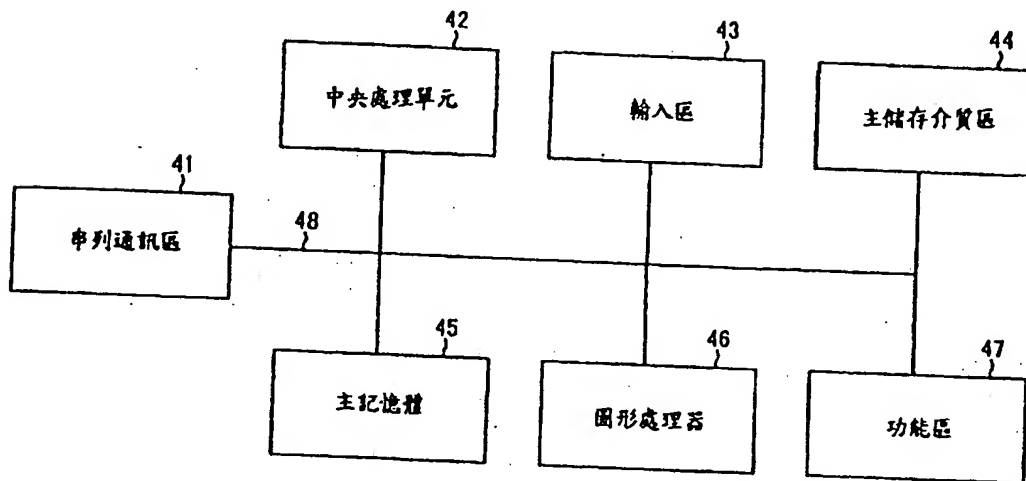 42
中央處理單元
43
輸入區
44
主儲存介質區
41
串列通訊區
48
45
主記憶體
46
圖形處理器
47
功能區